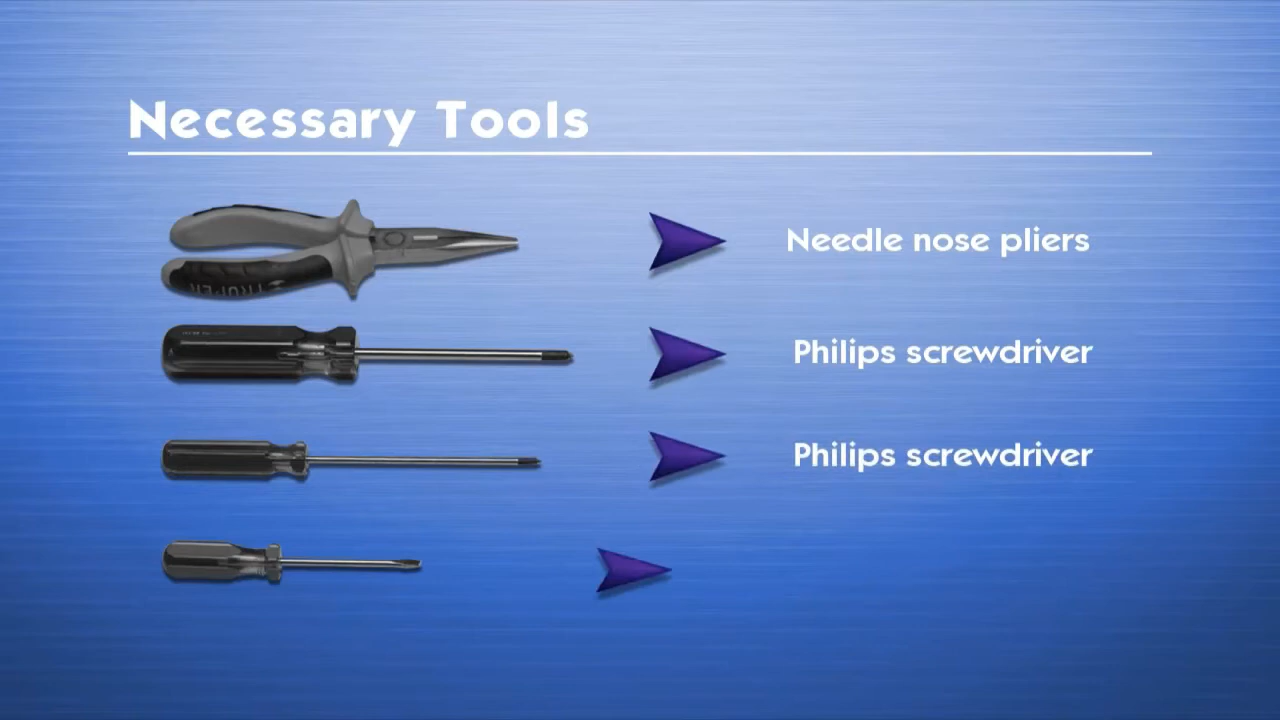 Necessary Tools
Needle nose pliers
Philips screwdriver
Philips screwdriver